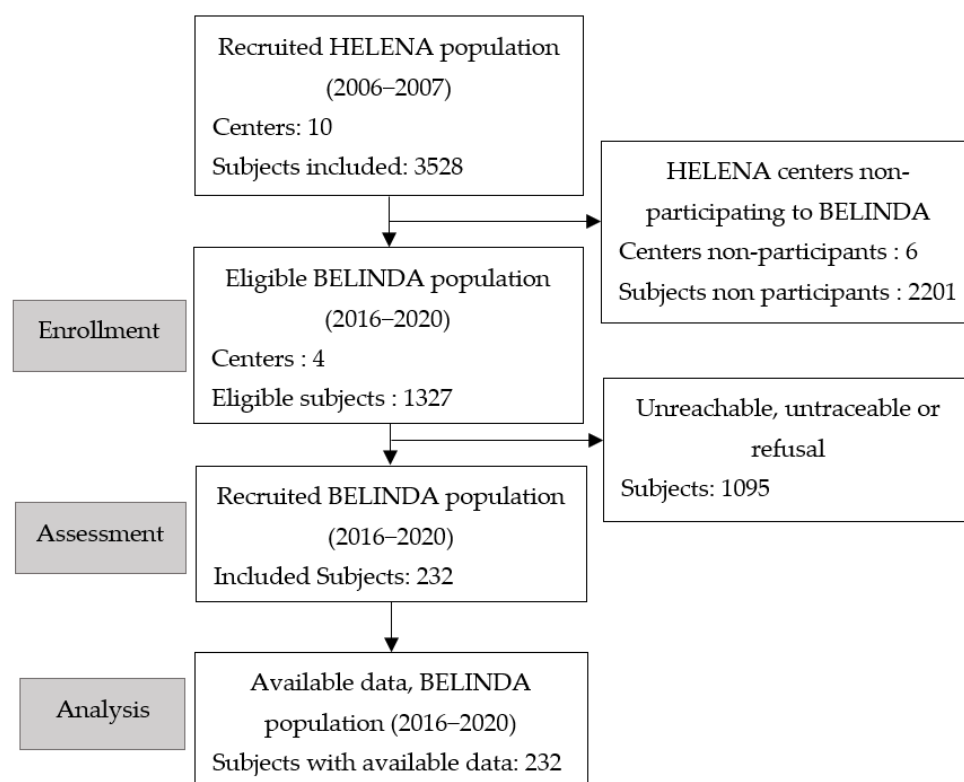 Recruited HELENA population
(2006–2007)
Centers: 10
Subjects included: 3528
HELENA centers non-
participating to BELINDA
Centers non-participants : 6
Subjects non participants : 2201
Enrollment
Eligible BELINDA population
(2016–2020)
Centers : 4
Eligible subjects : 1327
Unreachable, untraceable or
refusal
Subjects: 1095
Assessment
Recruited BELINDA population
(2016–2020)
Included Subjects: 232
Analysis
Available data, BELINDA
population (2016–2020)
Subjects with available data: 232